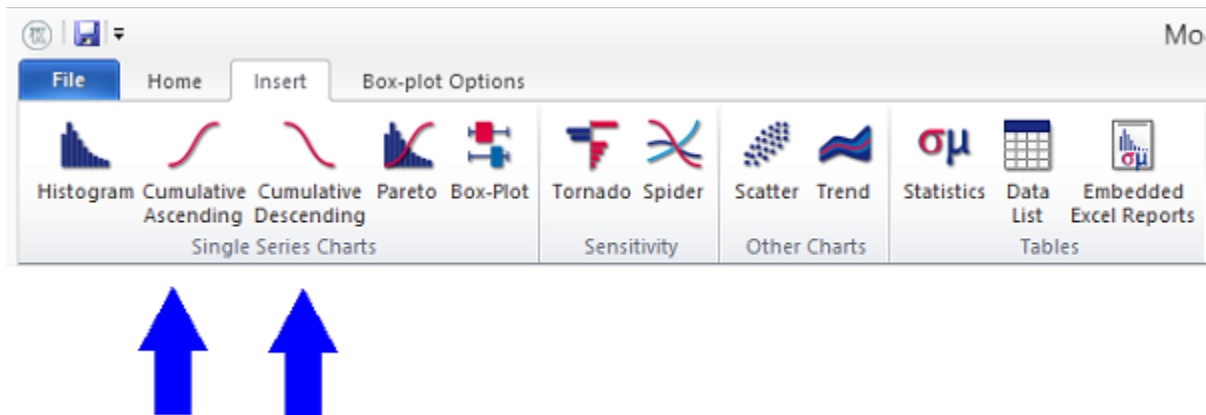 Mo
File Home Insert Box-plot Options
Histogram Cumulative Ascending Cumulative Descending Pareto Box-Plot Tornado Spider Scatter Trend σμ Statistics Data List σμ Embedded Excel Reports
Single Series Charts Sensitivity Other Charts Tables